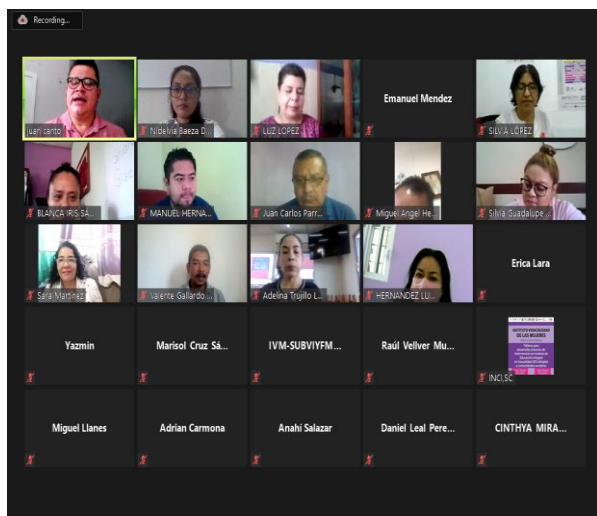 Recording...
juan canto
Nidelvia Baeza D...
LUZ LOPEZ
Emanuel Mendez
SILVIA LÓPEZ
BLANCA IRIS SÁ...
MANUEL HERNA...
Juan Carlos Parr...
Miguel Angel He...
Silvia Guadalupe ...
Sara Martínez
Valente Gallardo ...
Adelina Trujillo L...
HERNANDEZ LU...
Erica Lara
Yazmin
Marisol Cruz Sá...
IVM-SUBVIYFM...
Raúl Vellver Mu...
INSTITUTO VERACRUZANO
DE LAS MUJERES
INCI,SC
Miguel Llanes
Adrian Carmona
Anahí Salazar
Daniel Leal Pere...
CINTHYA MIRA...